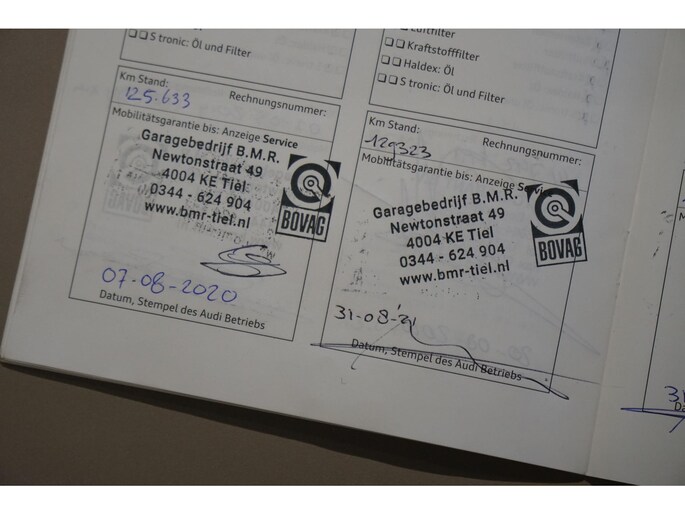 ☐ ☐ S tronic: Öl und Filter
Km Stand:
125.633
Rechnungsnummer:
Mobilitätsgarantie bis: Anzeige Service
Garagebedrijf B.M.R.
Newtonstraat 49
4004 KE Tiel
0344 - 624 904
www.bmr-tiel.nl
BOVAG
07-08-2020
Datum, Stempel des Audi Betriebs
Luftfilter
☐ ☐ Kraftstofffilter
☐ ☐ Haldex: Öl
☐ ☐ S tronic: Öl und Filter
Km Stand:
129323
Rechnungsnummer:
Mobilitätsgarantie bis: Anzeige Service
Garagebedrijf B.M.R.
Newtonstraat 49
4004 KE Tiel
0344 - 624 904
www.bmr-tiel.nl
BOVAG
31-08-'21
Datum, Stempel des Audi Betriebs
31